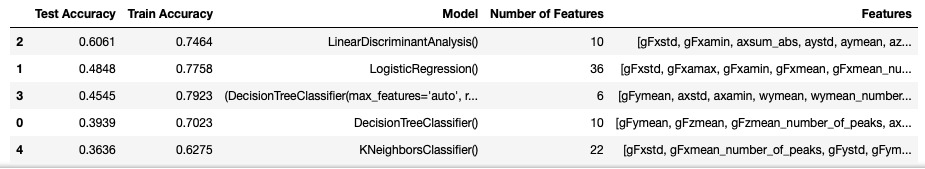 Test Accuracy Train Accuracy Model Number of Features Features
2 0.6061 0.7464 LinearDiscriminantAnalysis() 10 [gFxstd, gFxamin, axsum_abs, aystd, aymean, az...
1 0.4848 0.7758 LogisticRegression() 36 [gFxstd, gFxamax, gFxamin, gFxmean, gFxmean_nu...
3 0.4545 0.7923 (DecisionTreeClassifier(max_features='auto', r... 6 [gFymean, axstd, axamin, wymean, wymean_number...
0 0.3939 0.7023 DecisionTreeClassifier() 10 [gFymean, gFzmean, gFzmean_number_of_peaks, ax...
4 0.3636 0.6275 KNeighborsClassifier() 22 [gFxstd, gFxmean_number_of_peaks, gFystd, gFym...